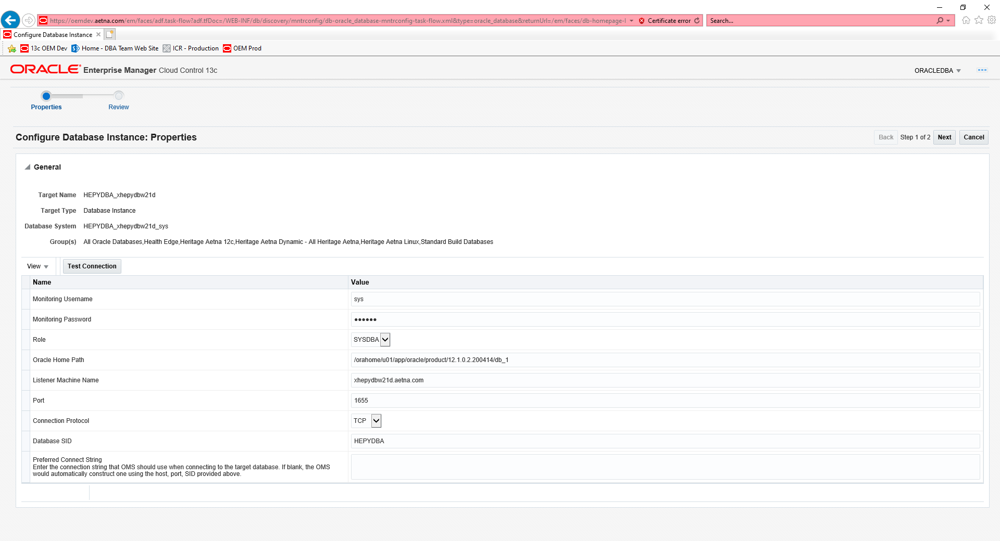 https://oemdev.aetna.com/em/faces/adf.task-flow?adf.tfDoc=/WEB-INF/db/discovery/mntrconfig/db-oracle_database-mntrconfig-task-flow.xml&type=oracle_database&returnUrl=/em/faces/db-homepage-l
Certificate error
Search...
Configure Database Instance
13c OEM Dev
Home - DBA Team Web Site
ICR - Production
OEM Prod
ORACLE Enterprise Manager Cloud Control 13c
ORACLEDBA
Properties
Review
Configure Database Instance: Properties
Back
Step 1 of 2
Next
Cancel
General
Target Name HEPYDBA_xhepydbw21d
Target Type Database Instance
Database System HEPYDBA_xhepydbw21d_sys
Group(s) All Oracle Databases,Health Edge,Heritage Aetna 12c,Heritage Aetna Dynamic - All Heritage Aetna,Heritage Aetna Linux,Standard Build Databases
View
Test Connection
Name Value
Monitoring Username sys
Monitoring Password ••••••
Role SYSDBA
Oracle Home Path /orahome/u01/app/oracle/product/12.1.0.2.200414/db_1
Listener Machine Name xhepydbw21d.aetna.com
Port 1655
Connection Protocol TCP
Database SID HEPYDBA
Preferred Connect String
Enter the connection string that OMS should use when connecting to the target database. If blank, the OMS
would automatically construct one using the host, port, SID provided above.